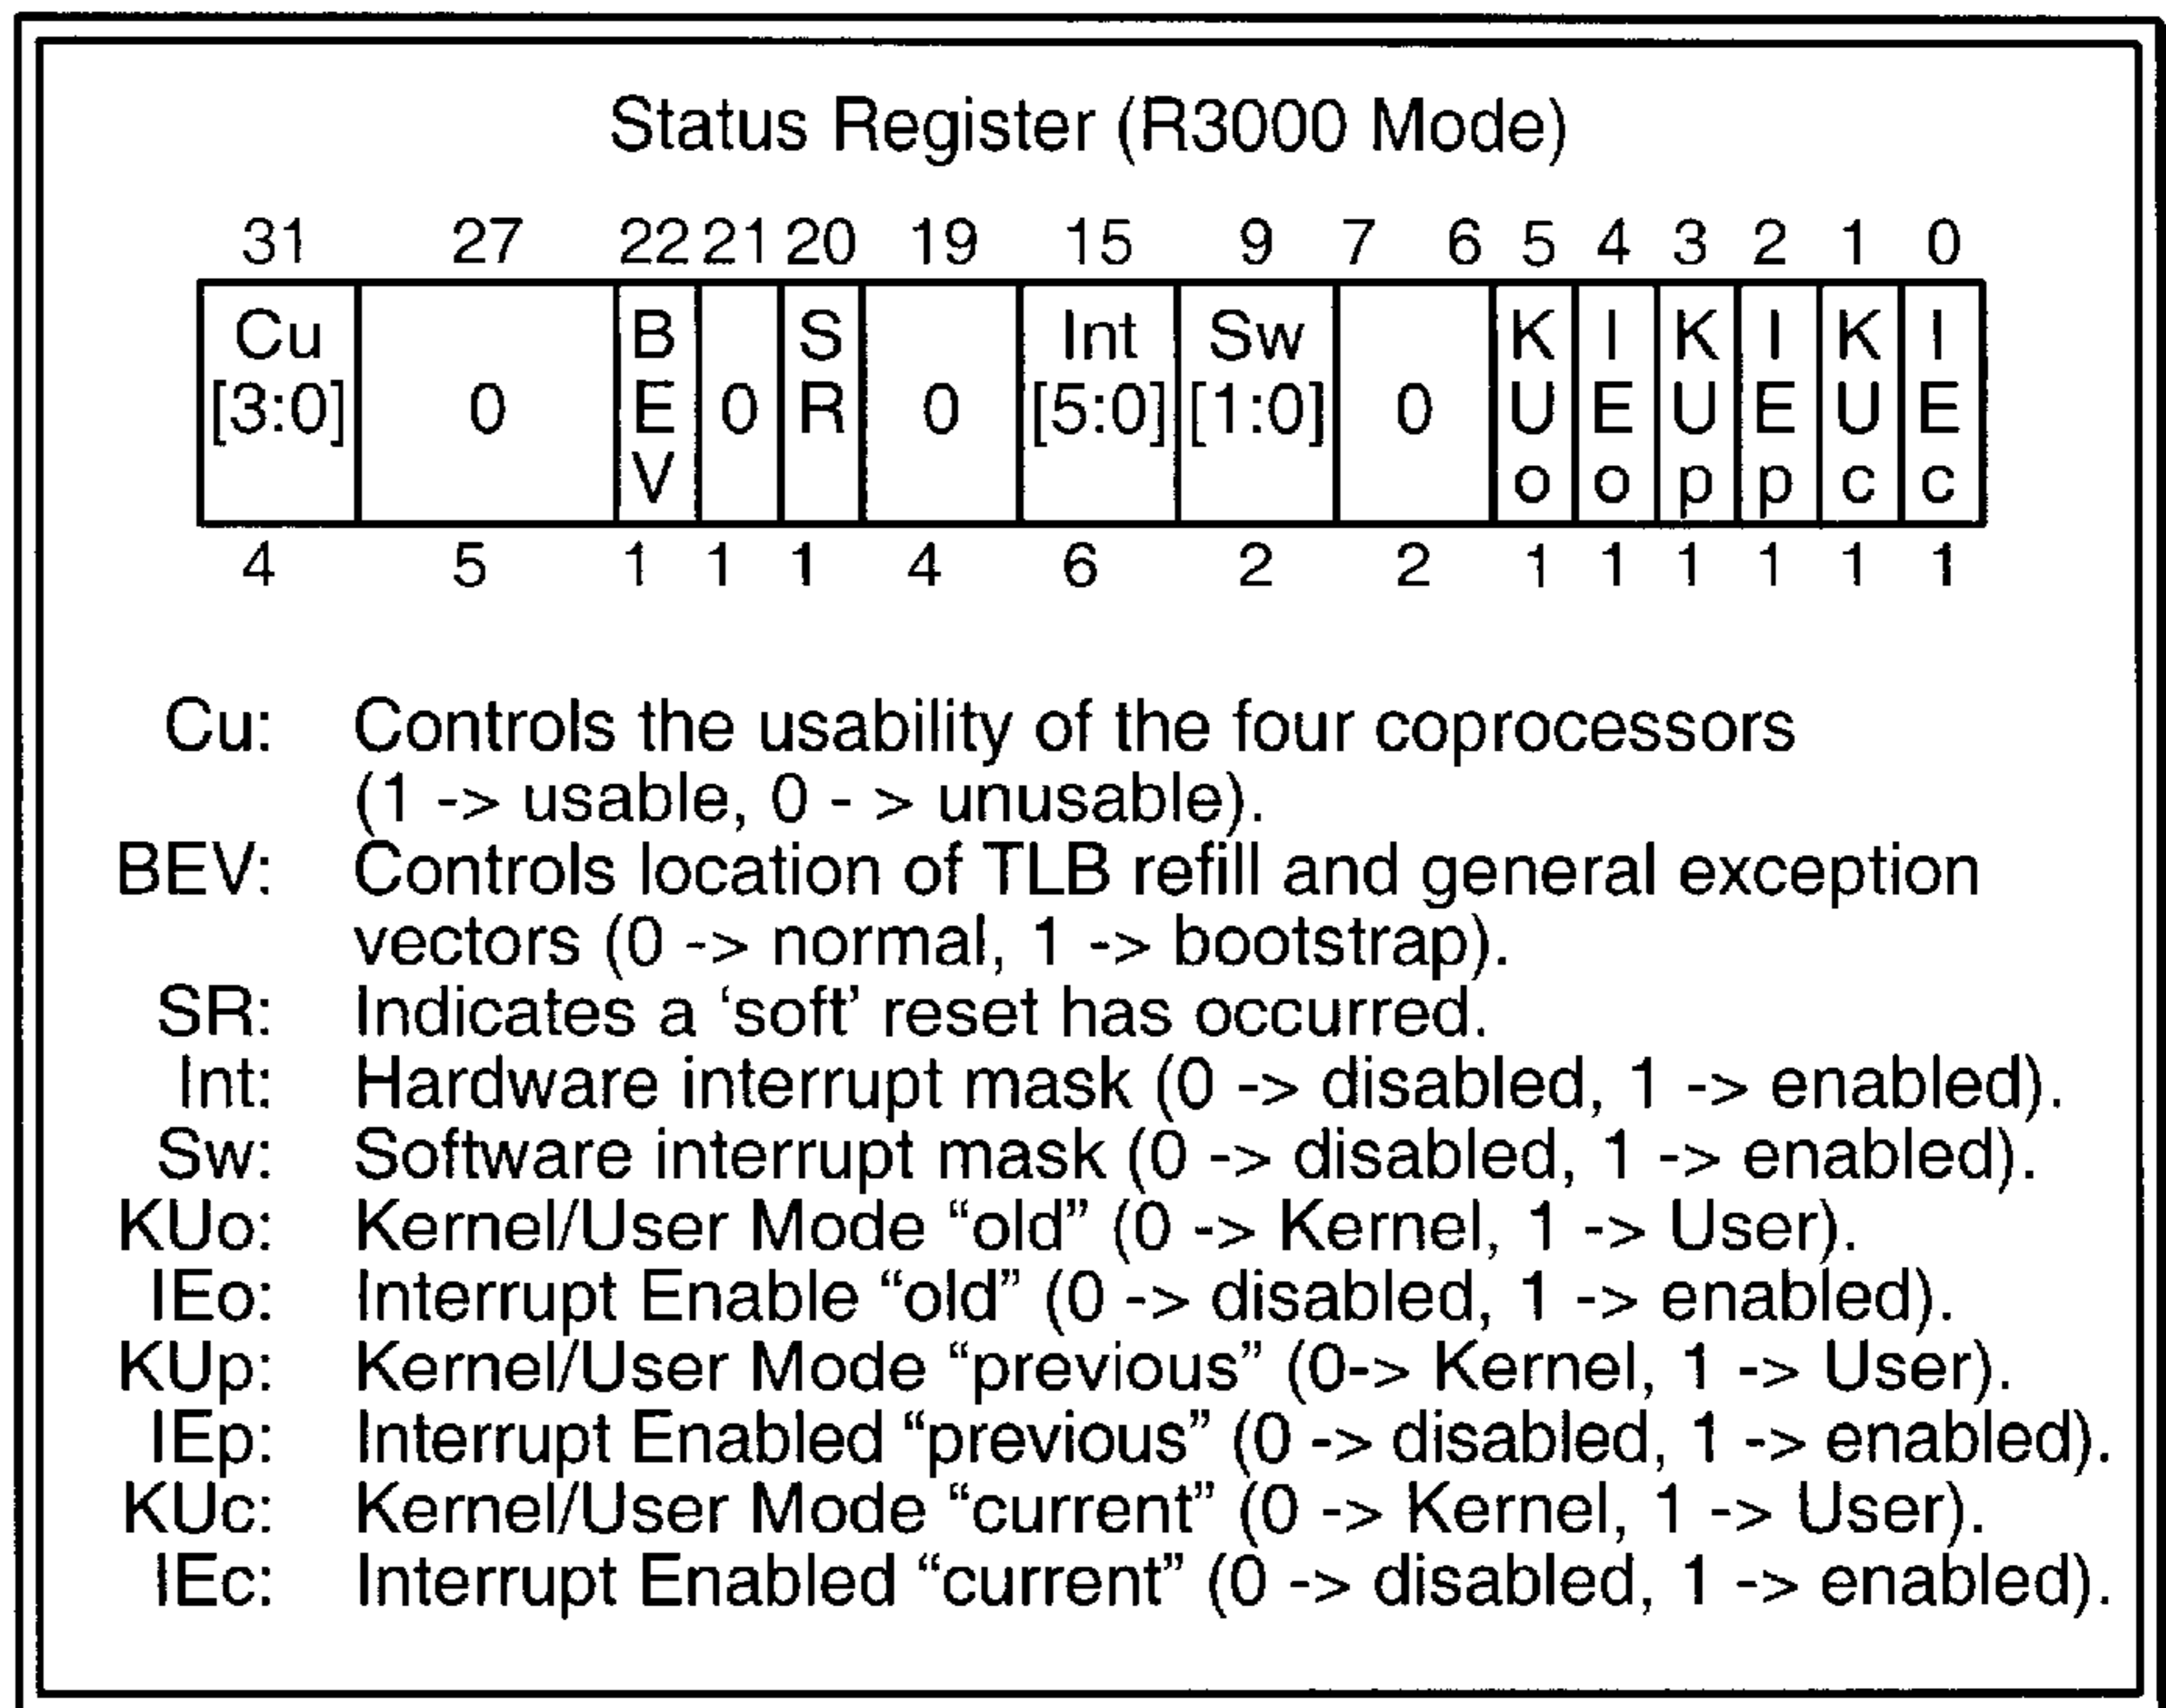 Status Register (R3000 Mode)
31 27 22 21 20 19 15 9 7 6 5 4 3 2 1 0
Cu [3:0] 0 BEV 0 SR 0 Int [5:0] Sw [1:0] 0 KUo IEo KUp IEp KUc IEc
4 5 1 1 1 4 6 2 2 1 1 1 1 1 1
Cu: Controls the usability of the four coprocessors
(1 -> usable, 0 - > unusable).
BEV: Controls location of TLB refill and general exception
vectors (0 -> normal, 1 -> bootstrap).
SR: Indicates a ‘soft’ reset has occurred.
Int: Hardware interrupt mask (0 -> disabled, 1 -> enabled).
Sw: Software interrupt mask (0 -> disabled, 1 -> enabled).
KUo: Kernel/User Mode “old” (0 -> Kernel, 1 -> User).
IEo: Interrupt Enable “old” (0 -> disabled, 1 -> enabled).
KUp: Kernel/User Mode “previous” (0-> Kernel, 1 -> User).
IEp: Interrupt Enabled “previous” (0 -> disabled, 1 -> enabled).
KUc: Kernel/User Mode “current” (0 -> Kernel, 1 -> User).
IEc: Interrupt Enabled “current” (0 -> disabled, 1 -> enabled).